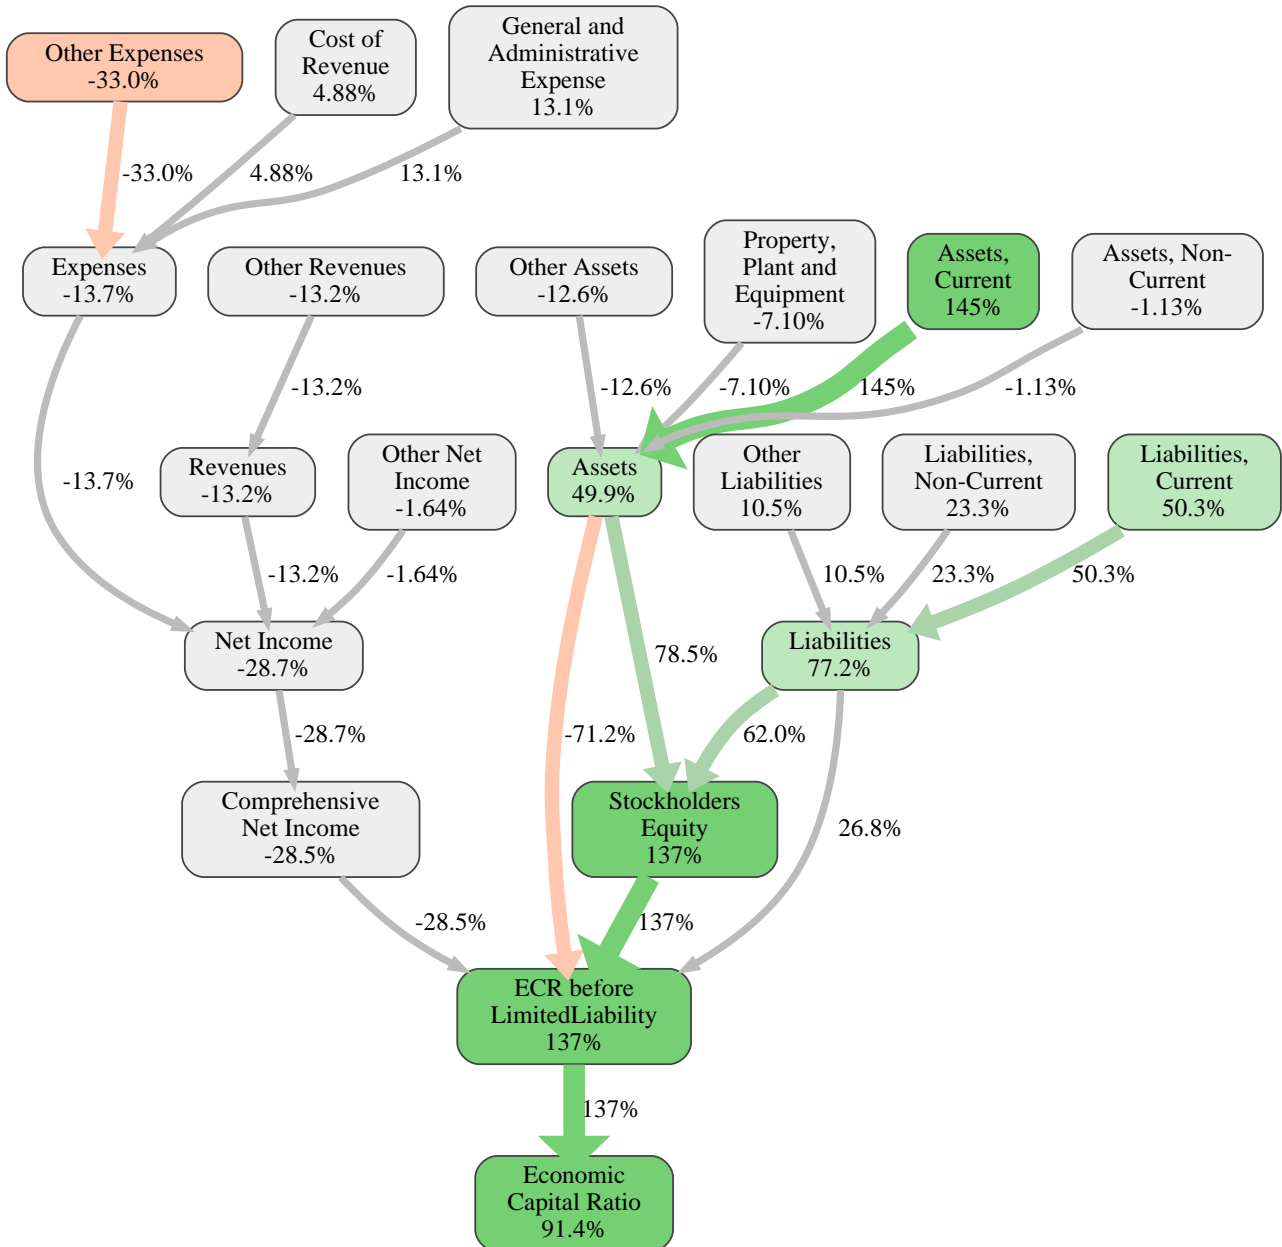 Other Expenses
-33.0%
Cost of
Revenue
4.88%
General and
Administrative
Expense
13.1%
-33.0%
4.88%
13.1%
Expenses
-13.7%
Other Revenues
-13.2%
Other Assets
-12.6%
Property,
Plant and
Equipment
-7.10%
Assets,
Current
145%
Assets, Non-
Current
-1.13%
-13.2%
-12.6%
-7.10%
145%
-1.13%
-13.7%
Revenues
-13.2%
Other Net
Income
-1.64%
Assets
49.9%
Other
Liabilities
10.5%
Liabilities,
Non-Current
23.3%
Liabilities,
Current
50.3%
-13.2%
-1.64%
10.5%
23.3%
50.3%
Net Income
-28.7%
78.5%
Liabilities
77.2%
-28.7%
-71.2%
62.0%
Comprehensive
Net Income
-28.5%
Stockholders
Equity
137%
26.8%
-28.5%
137%
ECR before
LimitedLiability
137%
137%
Economic
Capital Ratio
91.4%